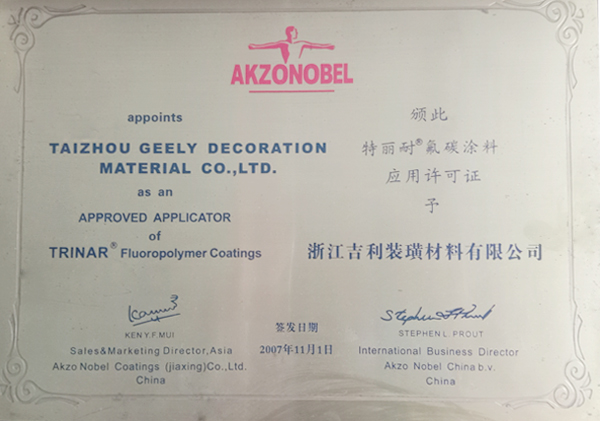 AKZONOBEL
appoints
TAIZHOU GEELY DECORATION
MATERIAL CO.,LTD.
as an
APPROVED APPLICATOR
of
TRINAR® Fluoropolymer Coatings
颁此
特丽耐®氟碳涂料
应用许可证
予
浙江吉利装璜材料有限公司
KEN Y.F.MUI
Sales&Marketing Director,Asia
Akzo Nobel Coatings (jiaxing)Co.,Ltd.
China
签发日期
2007年11月1日
STEPHEN L. PROUT
International Business Director
Akzo Nobel China b.v.
China